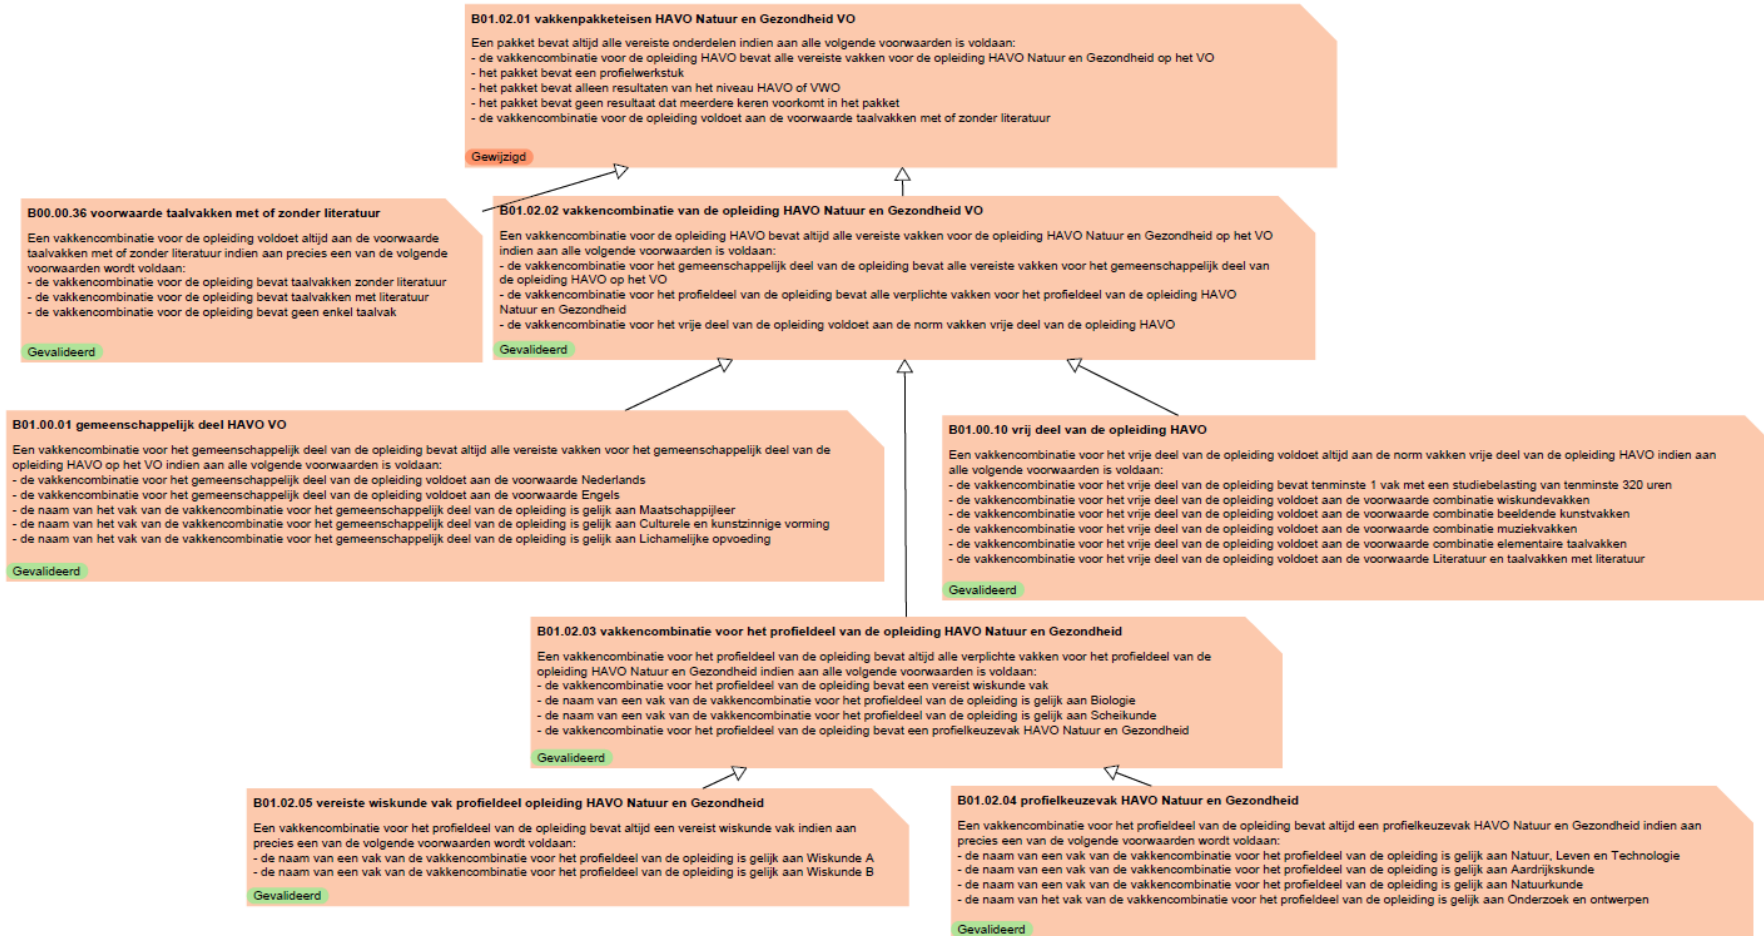 B01.02.01 vakkenpakketeisen HAVO Natuur en Gezondheid VO
Een pakket bevat altijd alle vereiste onderdelen indien aan alle volgende voorwaarden is voldaan:
- de vakkencombinatie voor de opleiding HAVO bevat alle vereiste vakken voor de opleiding HAVO Natuur en Gezondheid op het VO
- het pakket bevat een profielwerkstuk
- het pakket bevat alleen resultaten van het niveau HAVO of VWO
- het pakket bevat geen resultaat dat meerdere keren voorkomt in het pakket
- de vakkencombinatie voor de opleiding voldoet aan de voorwaarde taalvakken met of zonder literatuur
Gewijzigd
B00.00.36 voorwaarde taalvakken met of zonder literatuur
Een vakkencombinatie voor de opleiding voldoet altijd aan de voorwaarde
taalvakken met of zonder literatuur indien aan precies een van de volgende
voorwaarden wordt voldaan:
- de vakkencombinatie voor de opleiding bevat taalvakken zonder literatuur
- de vakkencombinatie voor de opleiding bevat taalvakken met literatuur
- de vakkencombinatie voor de opleiding bevat geen enkel taalvak
Gevalideerd
B01.02.02 vakkencombinatie van de opleiding HAVO Natuur en Gezondheid VO
Een vakkencombinatie voor de opleiding HAVO bevat altijd alle vereiste vakken voor de opleiding HAVO Natuur en Gezondheid op het VO
indien aan alle volgende voorwaarden is voldaan:
- de vakkencombinatie voor het gemeenschappelijk deel van de opleiding bevat alle vereiste vakken voor het gemeenschappelijk deel van
de opleiding HAVO op het VO
- de vakkencombinatie voor het profieldeel van de opleiding bevat alle verplichte vakken voor het profieldeel van de opleiding HAVO
Natuur en Gezondheid
- de vakkencombinatie voor het vrije deel van de opleiding voldoet aan de norm vakken vrije deel van de opleiding HAVO
Gevalideerd
B01.00.01 gemeenschappelijk deel HAVO VO
Een vakkencombinatie voor het gemeenschappelijk deel van de opleiding bevat altijd alle vereiste vakken voor het gemeenschappelijk deel van de
opleiding HAVO op het VO indien aan alle volgende voorwaarden is voldaan:
- de vakkencombinatie voor het gemeenschappelijk deel van de opleiding voldoet aan de voorwaarde Nederlands
- de vakkencombinatie voor het gemeenschappelijk deel van de opleiding voldoet aan de voorwaarde Engels
- de naam van het vak van de vakkencombinatie voor het gemeenschappelijk deel van de opleiding is gelijk aan Maatschappijleer
- de naam van het vak van de vakkencombinatie voor het gemeenschappelijk deel van de opleiding is gelijk aan Culturele en kunstzinnige vorming
- de naam van het vak van de vakkencombinatie voor het gemeenschappelijk deel van de opleiding is gelijk aan Lichamelijke opvoeding
Gevalideerd
B01.00.10 vrij deel van de opleiding HAVO
Een vakkencombinatie voor het vrije deel van de opleiding voldoet altijd aan de norm vakken vrije deel van de opleiding HAVO indien aan
alle volgende voorwaarden is voldaan:
- de vakkencombinatie voor het vrije deel van de opleiding bevat tenminste 1 vak met een studiebelasting van tenminste 320 uren
- de vakkencombinatie voor het vrije deel van de opleiding voldoet aan de voorwaarde combinatie wiskundevakken
- de vakkencombinatie voor het vrije deel van de opleiding voldoet aan de voorwaarde combinatie beeldende kunstvakken
- de vakkencombinatie voor het vrije deel van de opleiding voldoet aan de voorwaarde combinatie muziekvakken
- de vakkencombinatie voor het vrije deel van de opleiding voldoet aan de voorwaarde combinatie elementaire taalvakken
- de vakkencombinatie voor het vrije deel van de opleiding voldoet aan de voorwaarde Literatuur en taalvakken met literatuur
Gevalideerd
B01.02.03 vakkencombinatie voor het profieldeel van de opleiding HAVO Natuur en Gezondheid
Een vakkencombinatie voor het profieldeel van de opleiding bevat altijd alle verplichte vakken voor het profieldeel van de
opleiding HAVO Natuur en Gezondheid indien aan alle volgende voorwaarden is voldaan:
- de vakkencombinatie voor het profieldeel van de opleiding bevat een vereist wiskunde vak
- de naam van een vak van de vakkencombinatie voor het profieldeel van de opleiding is gelijk aan Biologie
- de naam van een vak van de vakkencombinatie voor het profieldeel van de opleiding is gelijk aan Scheikunde
- de vakkencombinatie voor het profieldeel van de opleiding bevat een profielkeuzevak HAVO Natuur en Gezondheid
Gevalideerd
B01.02.05 vereiste wiskunde vak profieldeel opleiding HAVO Natuur en Gezondheid
Een vakkencombinatie voor het profieldeel van de opleiding bevat altijd een vereist wiskunde vak indien aan
precies een van de volgende voorwaarden wordt voldaan:
- de naam van een vak van de vakkencombinatie voor het profieldeel van de opleiding is gelijk aan Wiskunde A
- de naam van een vak van de vakkencombinatie voor het profieldeel van de opleiding is gelijk aan Wiskunde B
Gevalideerd
B01.02.04 profielkeuzevak HAVO Natuur en Gezondheid
Een vakkencombinatie voor het profieldeel van de opleiding bevat altijd een profielkeuzevak HAVO Natuur en Gezondheid indien aan
precies een van de volgende voorwaarden wordt voldaan:
- de naam van een vak van de vakkencombinatie voor het profieldeel van de opleiding is gelijk aan Natuur, Leven en Technologie
- de naam van een vak van de vakkencombinatie voor het profieldeel van de opleiding is gelijk aan Aardrijkskunde
- de naam van een vak van de vakkencombinatie voor het profieldeel van de opleiding is gelijk aan Natuurkunde
- de naam van het vak van de vakkencombinatie voor het profieldeel van de opleiding is gelijk aan Onderzoek en ontwerpen
Gevalideerd